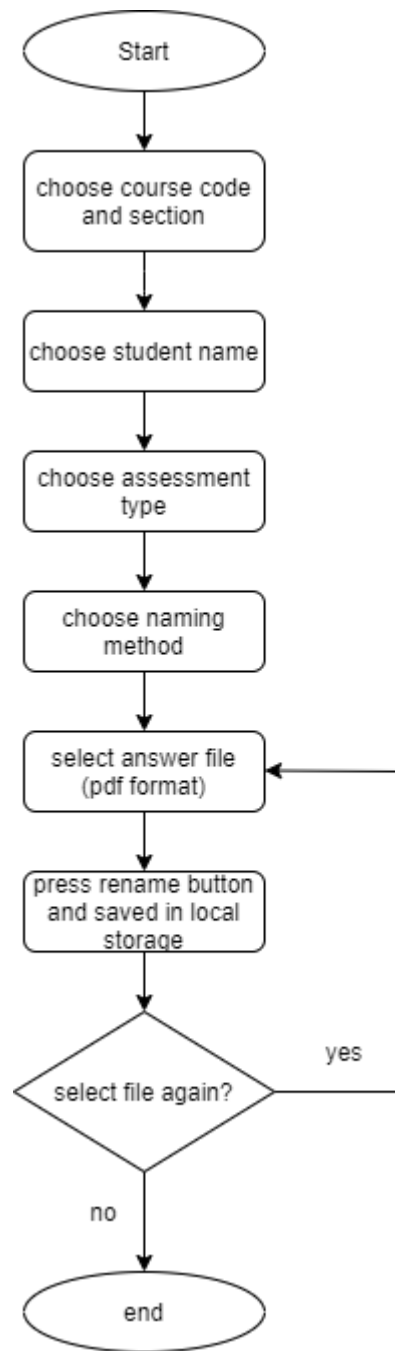 Start
choose course code
and section
choose student name
choose assessment
type
choose naming
method
select answer file
(pdf format)
press rename button
and saved in local
storage
yes
select file again?
no
end